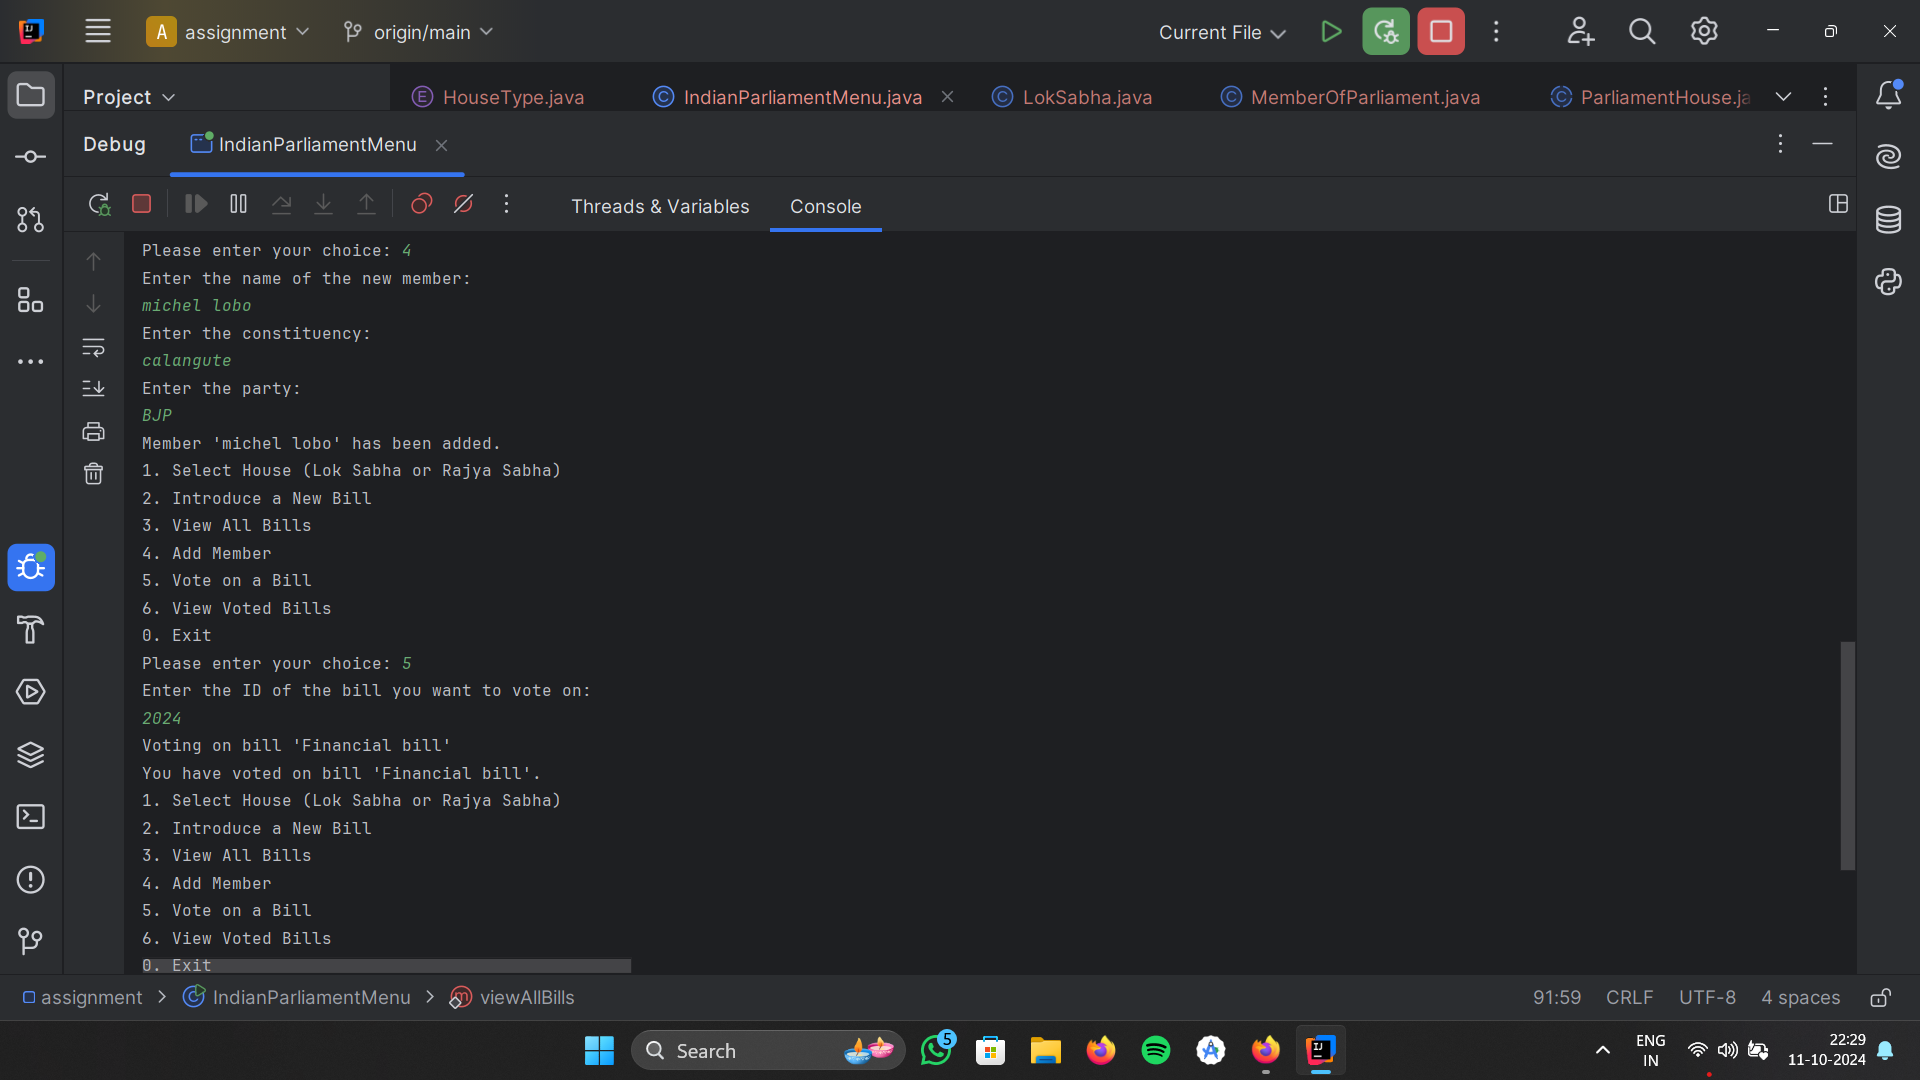 A assignment origin/main Current File
Project HouseType.java IndianParliamentMenu.java LokSabha.java MemberOfParliament.java ParliamentHouse.ja
Debug IndianParliamentMenu
Threads & Variables Console
Please enter your choice: 4
Enter the name of the new member:
michel lobo
Enter the constituency:
calangute
Enter the party:
BJP
Member 'michel lobo' has been added.
1. Select House (Lok Sabha or Rajya Sabha)
2. Introduce a New Bill
3. View All Bills
4. Add Member
5. Vote on a Bill
6. View Voted Bills
0. Exit
Please enter your choice: 5
Enter the ID of the bill you want to vote on:
2024
Voting on bill 'Financial bill'
You have voted on bill 'Financial bill'.
1. Select House (Lok Sabha or Rajya Sabha)
2. Introduce a New Bill
3. View All Bills
4. Add Member
5. Vote on a Bill
6. View Voted Bills
0. Exit
assignment IndianParliamentMenu viewAllBills 91:59 CRLF UTF-8 4 spaces
Search 5 ENG IN 22:29
11-10-2024